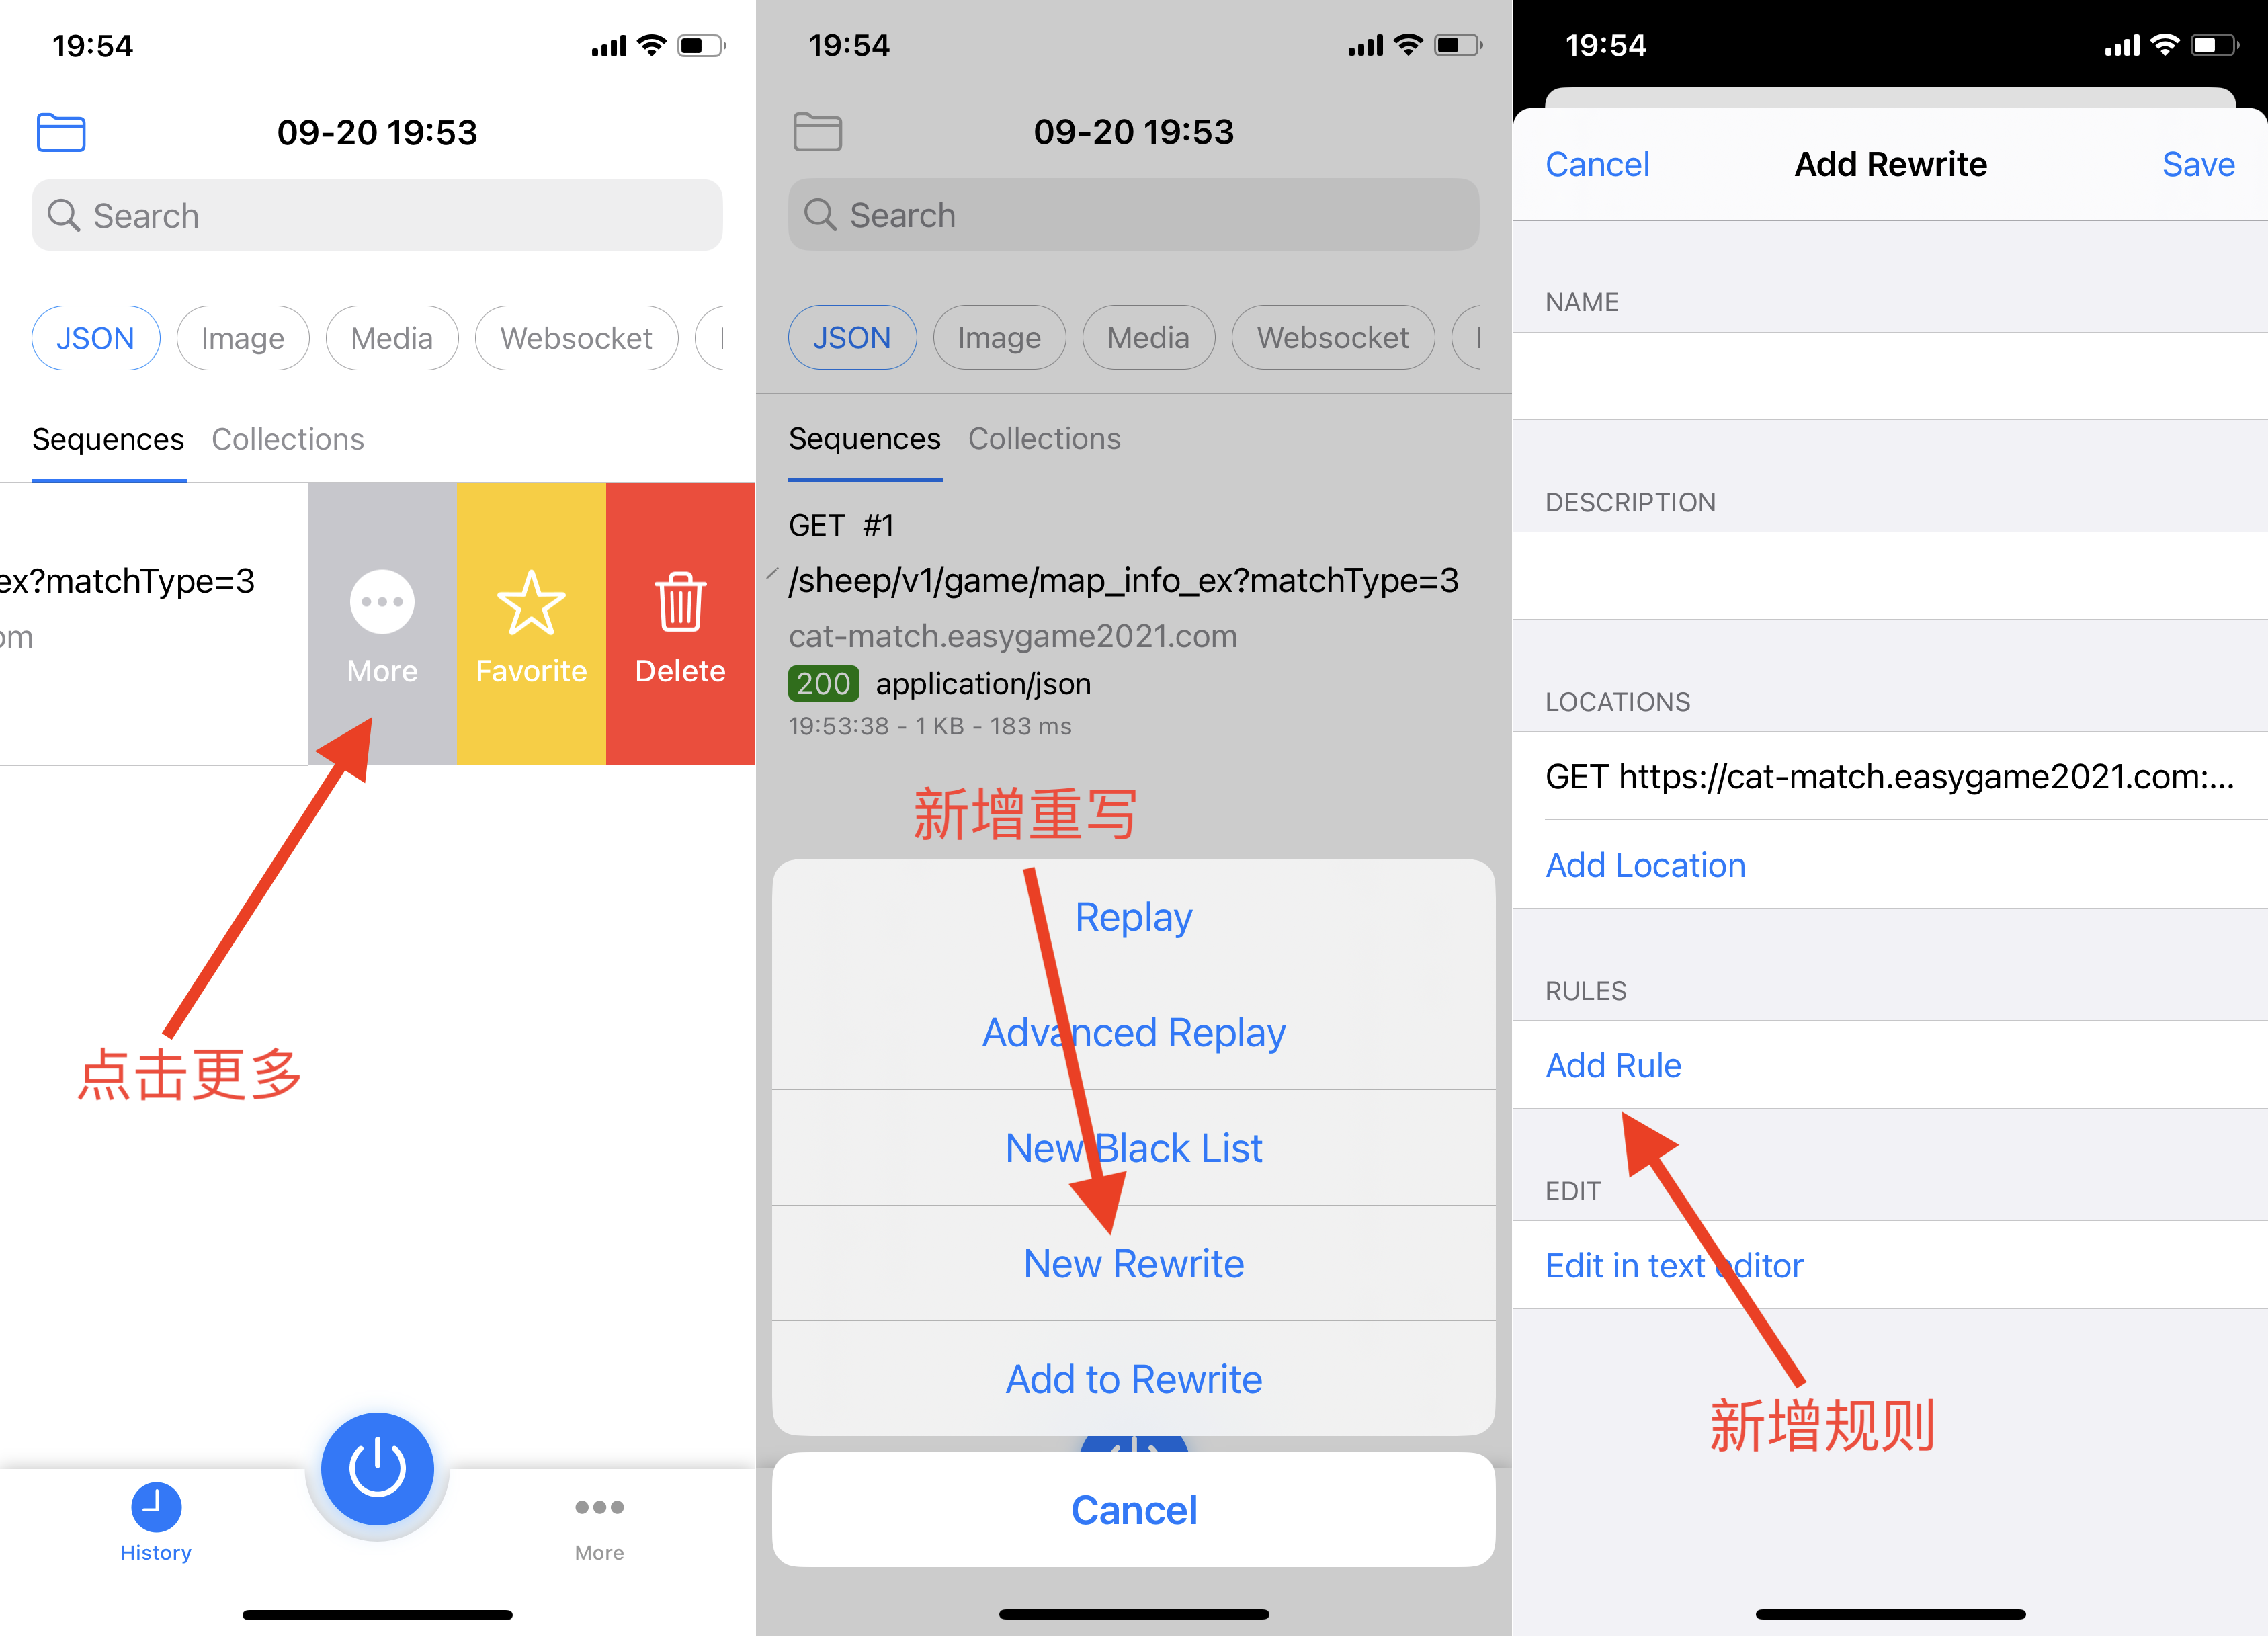 19:54
09-20 19:53
Search
JSON
Image
Media
Websocket
Sequences
Collections
ex?matchType=3
om
More
Favorite
Delete
点击更多
History
More
19:54
09-20 19:53
Search
JSON
Image
Media
Websocket
Sequences
Collections
GET #1
/sheep/v1/game/map_info_ex?matchType=3
cat-match.easygame2021.com
200 application/json
19:53:38 - 1 KB - 183 ms
新增重写
Replay
Advanced Replay
New Black List
New Rewrite
Add to Rewrite
Cancel
19:54
Cancel
Add Rewrite
Save
NAME
DESCRIPTION
LOCATIONS
GET https://cat-match.easygame2021.com:...
Add Location
RULES
Add Rule
EDIT
Edit in text editor
新增规则